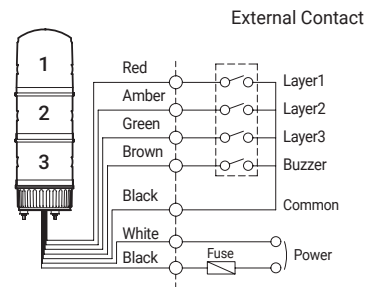 External Contact
1
2
3
Red Layer1
Amber Layer2
Green Layer3
Brown Buzzer
Black Common
White
Black Fuse Power